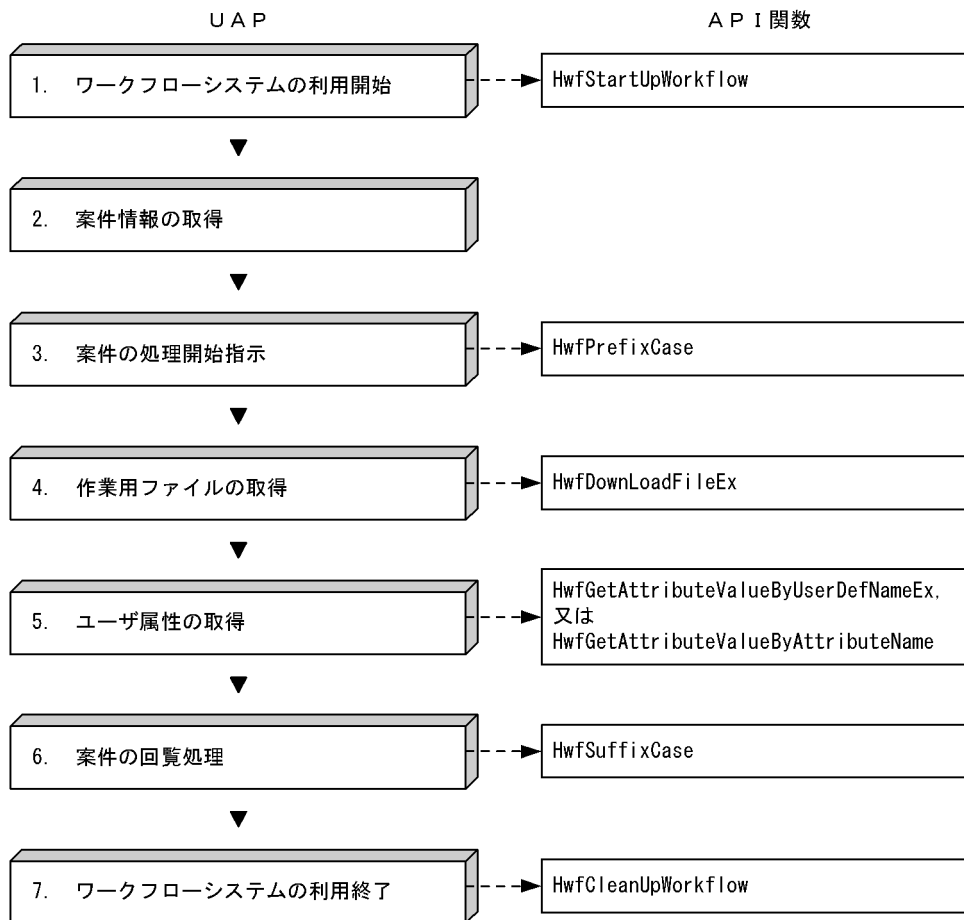 ＵＡＰ
ＡＰＩ関数
1. ワークフローシステムの利用開始
HwfStartUpWorkflow
2. 案件情報の取得
3. 案件の処理開始指示
HwfPrefixCase
4. 作業用ファイルの取得
HwfDownLoadFileEx
5. ユーザ属性の取得
HwfGetAttributeValueByUserDefNameEx,
又は
HwfGetAttributeValueByAttributeName
6. 案件の回覧処理
HwfSuffixCase
7. ワークフローシステムの利用終了
HwfCleanUpWorkflow